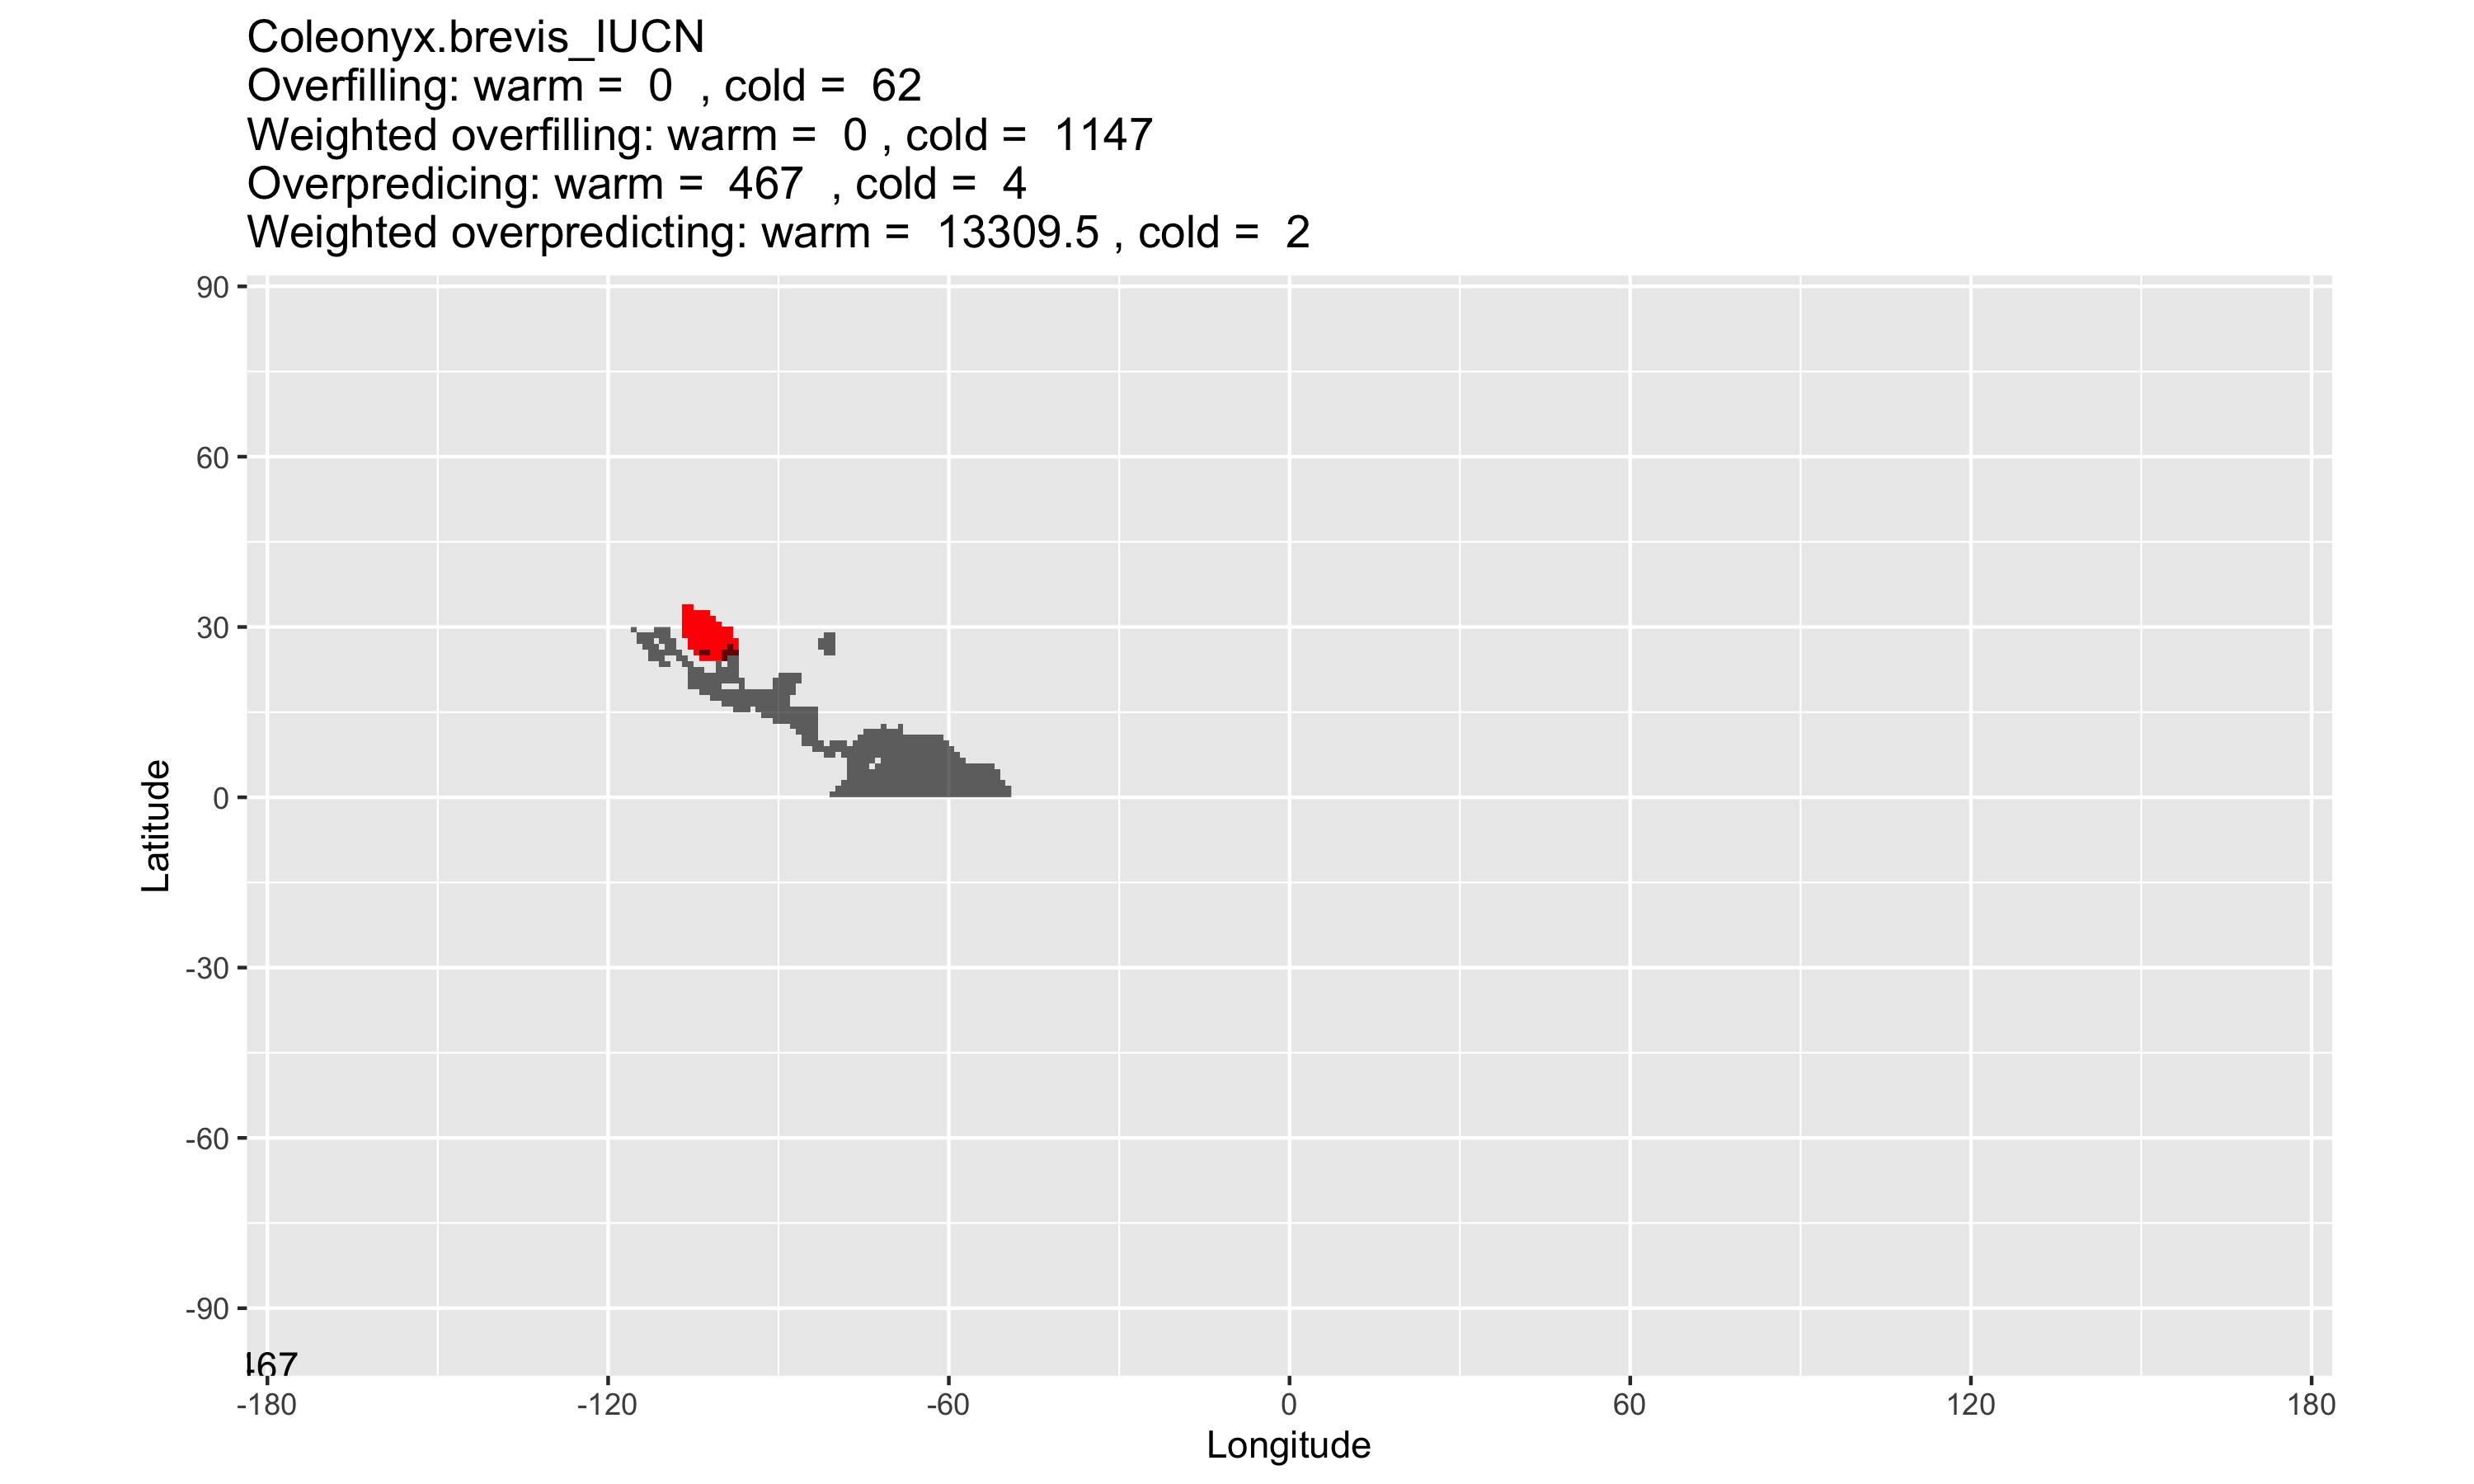 Coleonyx.brevis_IUCN
Overfilling: warm =  0  , cold =  62
Weighted overfilling: warm =  0 , cold =  1147
Overpredicing: warm =  467  , cold =  4
Weighted overpredicting: warm =  13309.5 , cold =  2
90
60
30
0
-30
-60
-90
Latitude
467
-180
-120
-60
0
60
120
180
Longitude